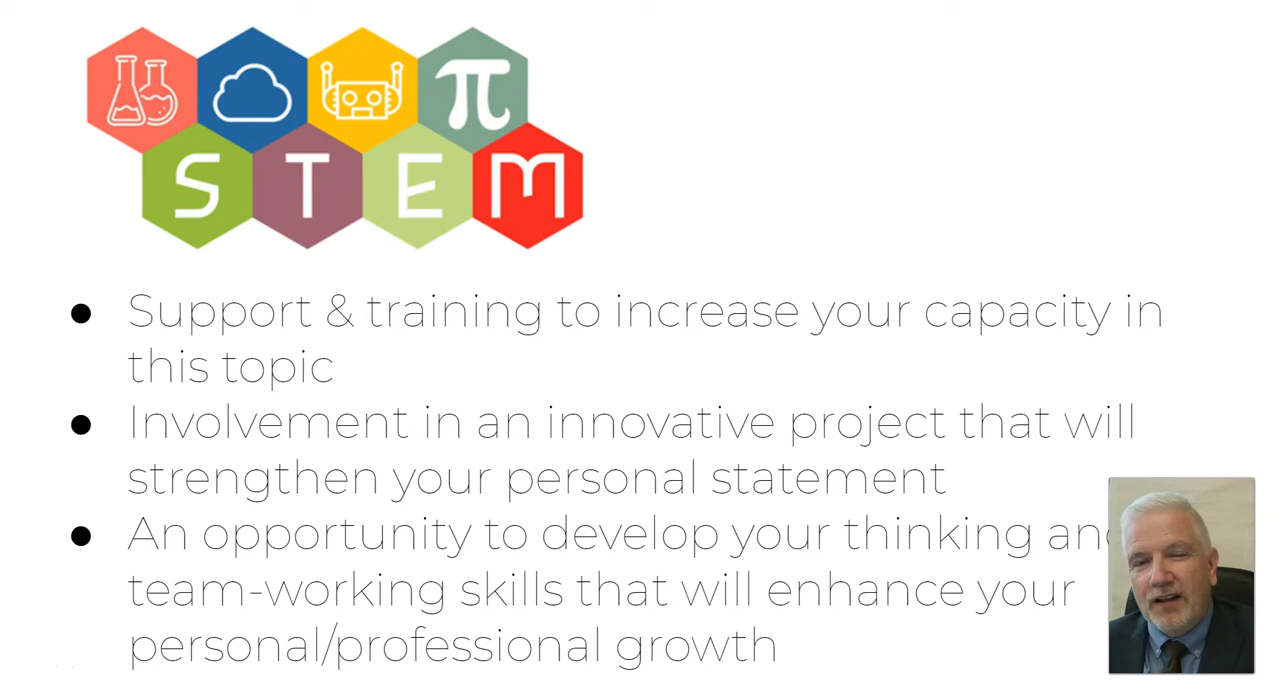 π
STEM
● Support & training to increase your capacity in
this topic
● Involvement in an innovative project that will
strengthen your personal statement
● An opportunity to develop your thinking and
team-working skills that will enhance your
personal/professional growth